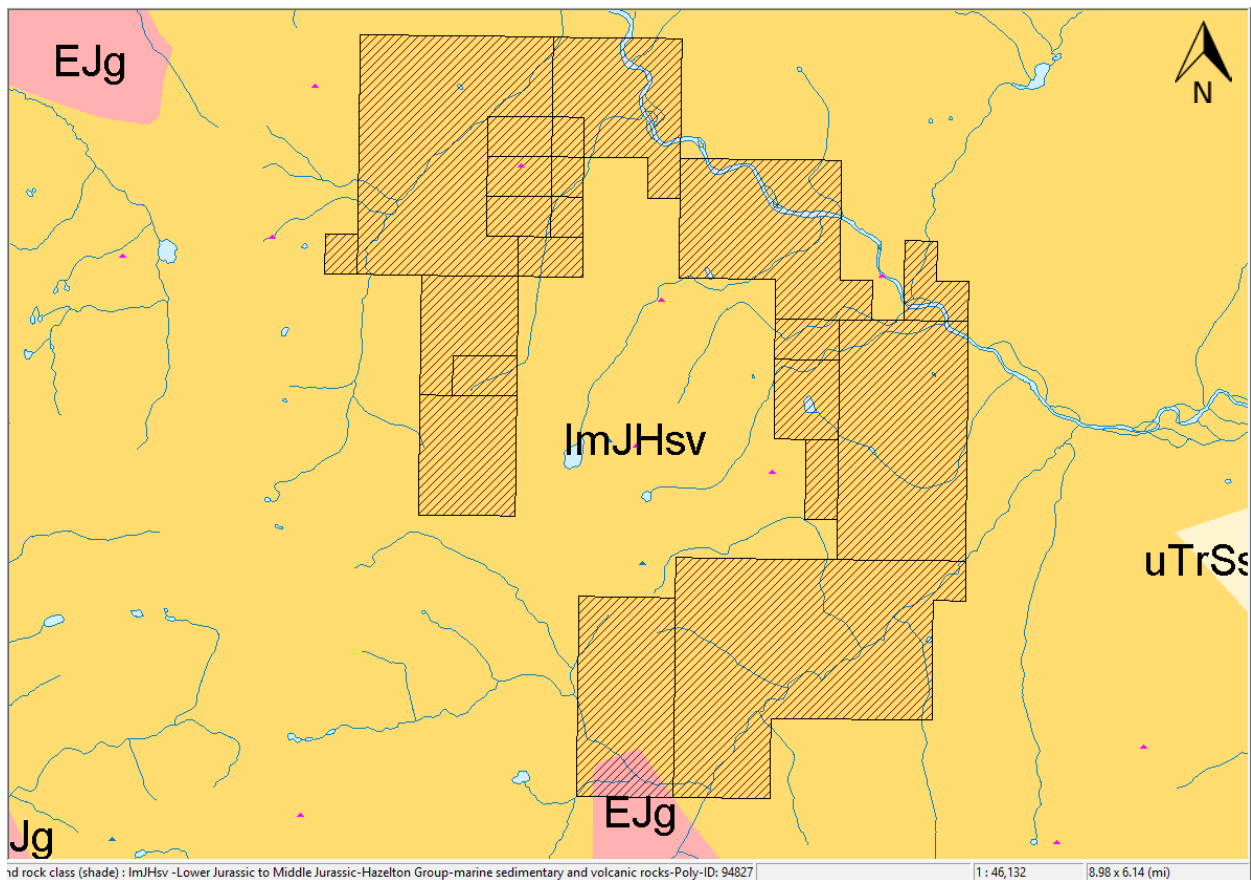 EJg
N
lmJHsv
uTrSs
EJg
Jg
nd rock class (shade) : lmJHsv -Lower Jurassic to Middle Jurassic-Hazelton Group-marine sedimentary and volcanic rocks-Poly-ID: 94827
1 : 46,132
8.98 x 6.14 (mi)